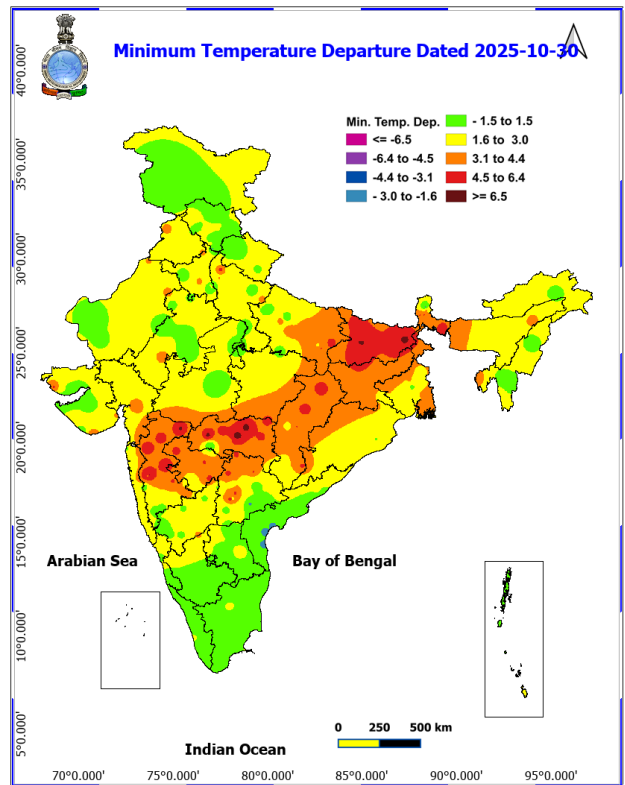 Minimum Temperature Departure Dated 2025-10-30
Min. Temp. Dep.
<= -6.5
-6.4 to -4.5
-4.4 to -3.1
- 3.0 to -1.6
- 1.5 to 1.5
1.6 to 3.0
3.1 to 4.4
4.5 to 6.4
>= 6.5
40°0.000'
35°0.000'
30°0.000'
25°0.000'
20°0.000'
15°0.000'
10°0.000'
5°0.000'
Arabian Sea
Bay of Bengal
Indian Ocean
0 250 500 km
70°0.000' 75°0.000' 80°0.000' 85°0.000' 90°0.000' 95°0.000'